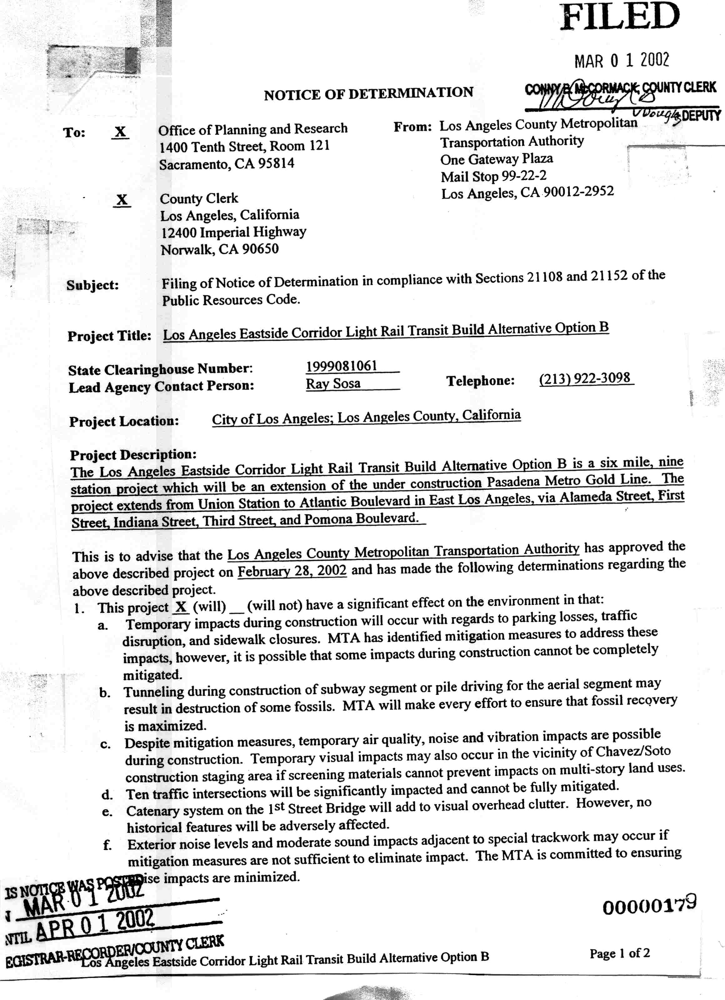 FILED
MAR 0 1 2002
CONNY B. McCORMACK, COUNTY CLERK
DEPUTY
NOTICE OF DETERMINATION
To: X Office of Planning and Research
1400 Tenth Street, Room 121
Sacramento, CA 95814
From: Los Angeles County Metropolitan
Transportation Authority
One Gateway Plaza
Mail Stop 99-22-2
Los Angeles, CA 90012-2952
X County Clerk
Los Angeles, California
12400 Imperial Highway
Norwalk, CA 90650
Subject: Filing of Notice of Determination in compliance with Sections 21108 and 21152 of the
Public Resources Code.
Project Title: Los Angeles Eastside Corridor Light Rail Transit Build Alternative Option B
State Clearinghouse Number: 1999081061
Lead Agency Contact Person: Ray Sosa Telephone: (213) 922-3098
Project Location: City of Los Angeles; Los Angeles County, California
Project Description:
The Los Angeles Eastside Corridor Light Rail Transit Build Alternative Option B is a six mile, nine
station project which will be an extension of the under construction Pasadena Metro Gold Line. The
project extends from Union Station to Atlantic Boulevard in East Los Angeles, via Alameda Street, First
Street, Indiana Street, Third Street, and Pomona Boulevard.
This is to advise that the Los Angeles County Metropolitan Transportation Authority has approved the
above described project on February 28, 2002 and has made the following determinations regarding the
above described project.
1. This project X (will) __ (will not) have a significant effect on the environment in that:
a. Temporary impacts during construction will occur with regards to parking losses, traffic
disruption, and sidewalk closures. MTA has identified mitigation measures to address these
impacts, however, it is possible that some impacts during construction cannot be completely
mitigated.
b. Tunneling during construction of subway segment or pile driving for the aerial segment may
result in destruction of some fossils. MTA will make every effort to ensure that fossil recovery
is maximized.
c. Despite mitigation measures, temporary air quality, noise and vibration impacts are possible
during construction. Temporary visual impacts may also occur in the vicinity of Chavez/Soto
construction staging area if screening materials cannot prevent impacts on multi-story land uses.
d. Ten traffic intersections will be significantly impacted and cannot be fully mitigated.
e. Catenary system on the 1st Street Bridge will add to visual overhead clutter. However, no
historical features will be adversely affected.
f. Exterior noise levels and moderate sound impacts adjacent to special trackwork may occur if
mitigation measures are not sufficient to eliminate impact. The MTA is committed to ensuring
ise impacts are minimized.
IS NOTICE WAS POSTED
MAR 0 1 2002
NTIL APR 0 1 2002
EGISTRAR-RECORDER/COUNTY CLERK
00000179
Los Angeles Eastside Corridor Light Rail Transit Build Alternative Option B Page 1 of 2